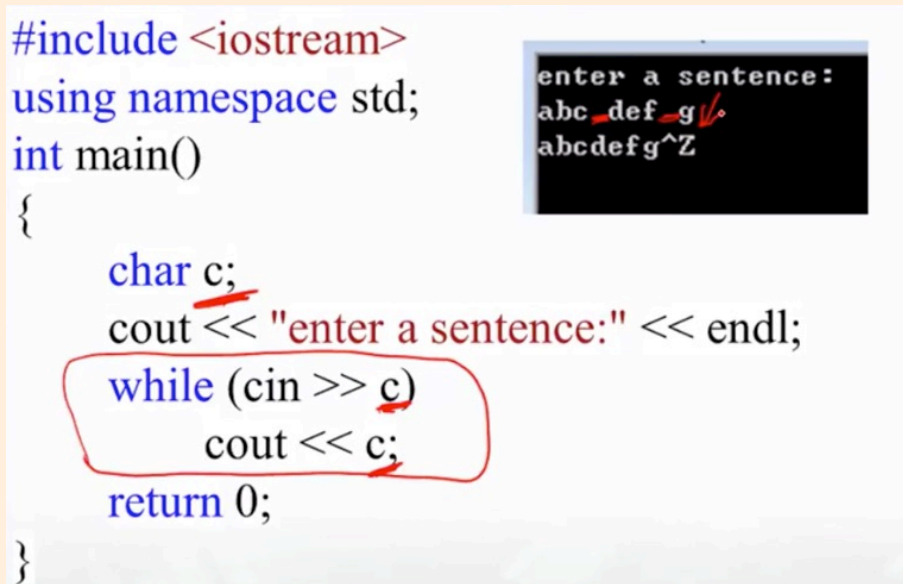 #include <iostream>
using namespace std;
int main()
{
char c;
cout << "enter a sentence:" << endl;
while (cin >> c)
cout << c;
return 0;
}
enter a sentence:
abc def g
abcdefg^Z